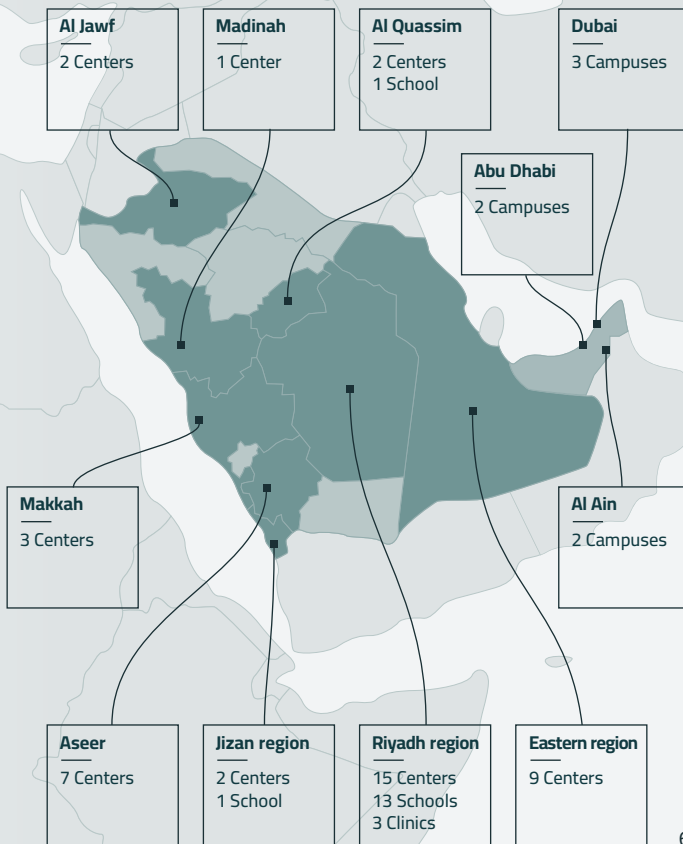 Al Jawf
2 Centers
Madinah
1 Center
Al Quassim
2 Centers
1 School
Dubai
3 Campuses
Abu Dhabi
2 Campuses
Makkah
3 Centers
Al Ain
2 Campuses
Aseer
7 Centers
Jizan region
2 Centers
1 School
Riyadh region
15 Centers
13 Schools
3 Clinics
Eastern region
9 Centers